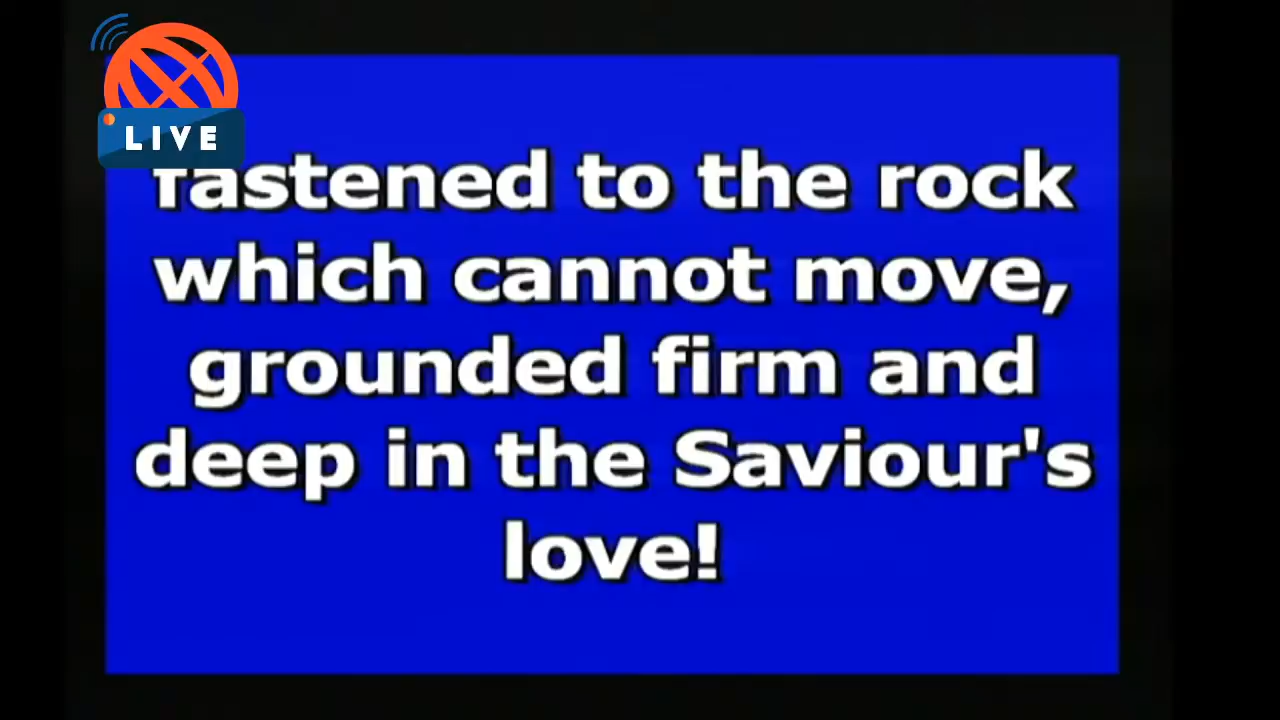 LIVE
fastened to the rock
which cannot move,
grounded firm and
deep in the Saviour's
love!